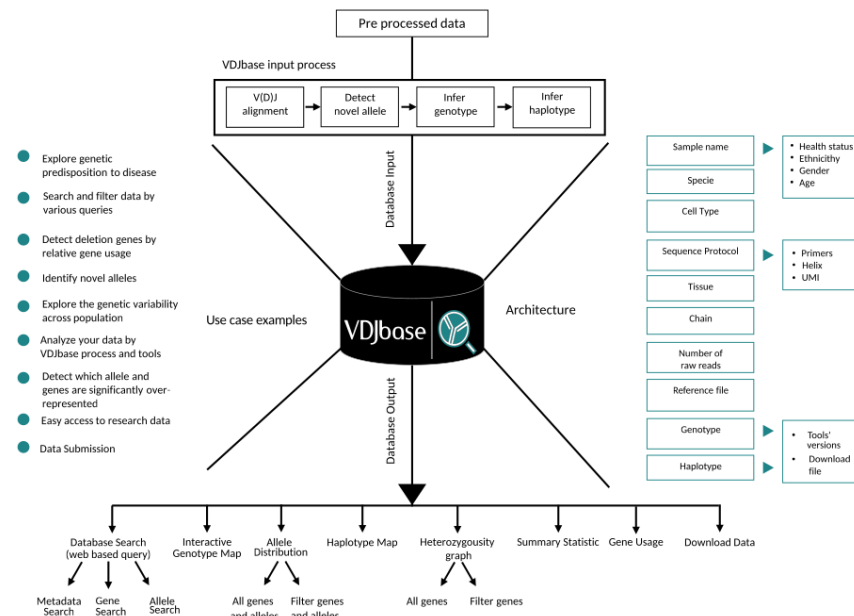 Pre processed data
VDJbase input process
V(D)J
alignment
Detect
novel allele
Infer
genotype
Infer
haplotype
Database Input
Explore genetic
predisposition to disease
Search and filter data by
various queries
Detect deletion genes by
relative gene usage
Identify novel alleles
Explore the genetic variability
across population
Analyze your data by
VDJbase process and tools
Detect which allele and
genes are significantly over-
represented
Easy access to research data
Data Submission
Use case examples
VDJbase
Architecture
Sample name
Health status
Ethnicithy
Gender
Age
Specie
Cell Type
Sequence Protocol
Primers
Helix
UMI
Tissue
Chain
Number of
raw reads
Reference file
Genotype
Haplotype
Tools'
versions
Download
file
Database Output
Database Search
(web based query)
Interactive
Genotype Map
Allele
Distribution
Haplotype Map
Heterozygousity
graph
Summary Statistic
Gene Usage
Download Data
Metadata
Search
Gene
Search
Allele
Search
All genes
and alleles
Filter genes
and alleles
All genes
Filter genes